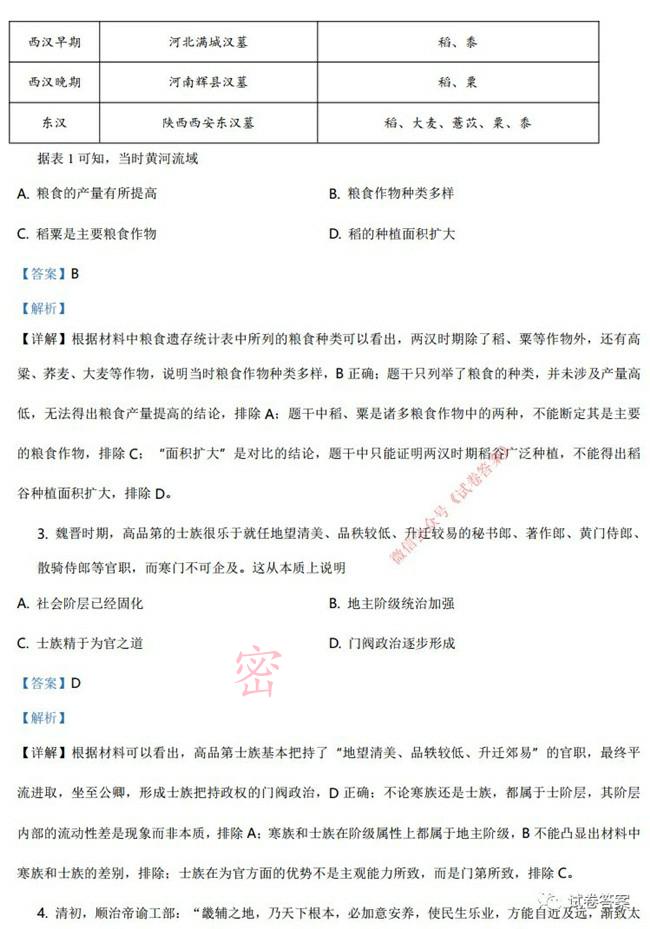 西汉早期 河北满城汉墓 稻、黍
西汉晚期 河南辉县汉墓 稻、粟
东汉 陕西西安东汉墓 稻、大麦、薏苡、粟、黍
据表 1 可知，当时黄河流域
A. 粮食的产量有所提高 B. 粮食作物种类多样
C. 稻粟是主要粮食作物 D. 稻的种植面积扩大
【答案】B
【解析】
【详解】根据材料中粮食遗存统计表中所列的粮食种类可以看出，两汉时期除了稻、粟等作物外，还有高
粱、荞麦、大麦等作物，说明当时粮食作物种类多样，B 正确；题干只列举了粮食的种类，并未涉及产量高
低，无法得出粮食产量提高的结论，排除 A；题干中稻、粟是诸多粮食作物中的两种，不能断定其是主要
的粮食作物，排除 C；“面积扩大”是对比的结论，题干中只能证明两汉时期稻谷广泛种植，不能得出稻
谷种植面积扩大，排除 D。
微信公众号《试卷答案》
3. 魏晋时期，高品第的士族很乐于就任地望清美、品秩较低、升迁较易的秘书郎、著作郎、黄门侍郎、
散骑侍郎等官职，而寒门不可企及。这从本质上说明
A. 社会阶层已经固化 B. 地主阶级统治加强
C. 士族精于为官之道 D. 门阀政治逐步形成
密
【答案】D
【解析】
【详解】根据材料可以看出，高品第士族基本把持了“地望清美、品轶较低、升迁郊易”的官职，最终平
流进取，坐至公卿，形成士族把持政权的门阀政治，D 正确；不论寒族还是士族，都属于士阶层，其阶层
内部的流动性差是现象而非本质，排除 A；寒族和士族在阶级属性上都属于地主阶级，B 不能凸显出材料中
寒族和士族的差别，排除；士族在为官方面的优势不是主观能力所致，而是门第所致，排除 C。
试卷答案
4. 清初，顺治帝谕工部：“畿辅之地，乃天下根本，必加意安养，使民生乐业，方能自近及远，渐致太